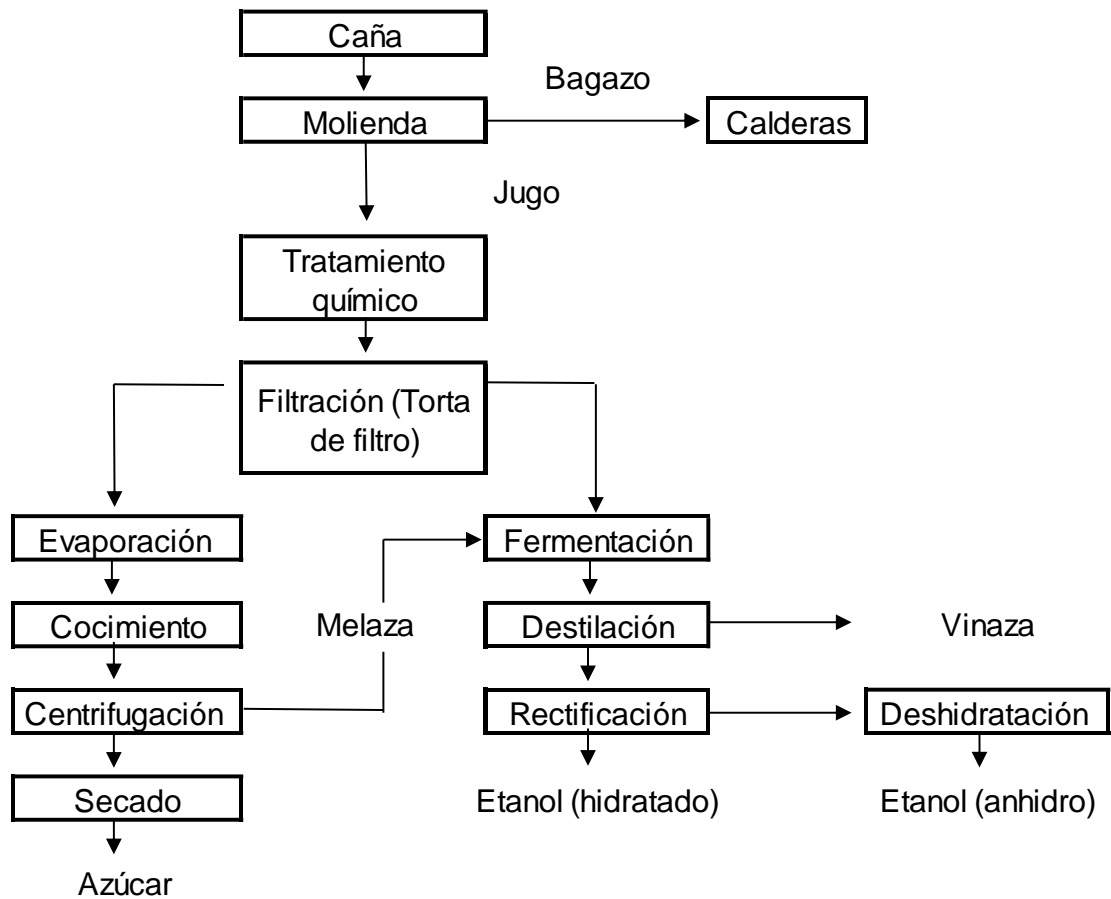 Caña
Bagazo
Molienda
Calderas
Jugo
Tratamiento
químico
Filtración (Torta
de filtro)
Evaporación
Fermentación
Cocimiento
Melaza
Destilación
Vinaza
Centrifugación
Rectificación
Deshidratación
Secado
Etanol (hidratado)
Etanol (anhidro)
Azúcar